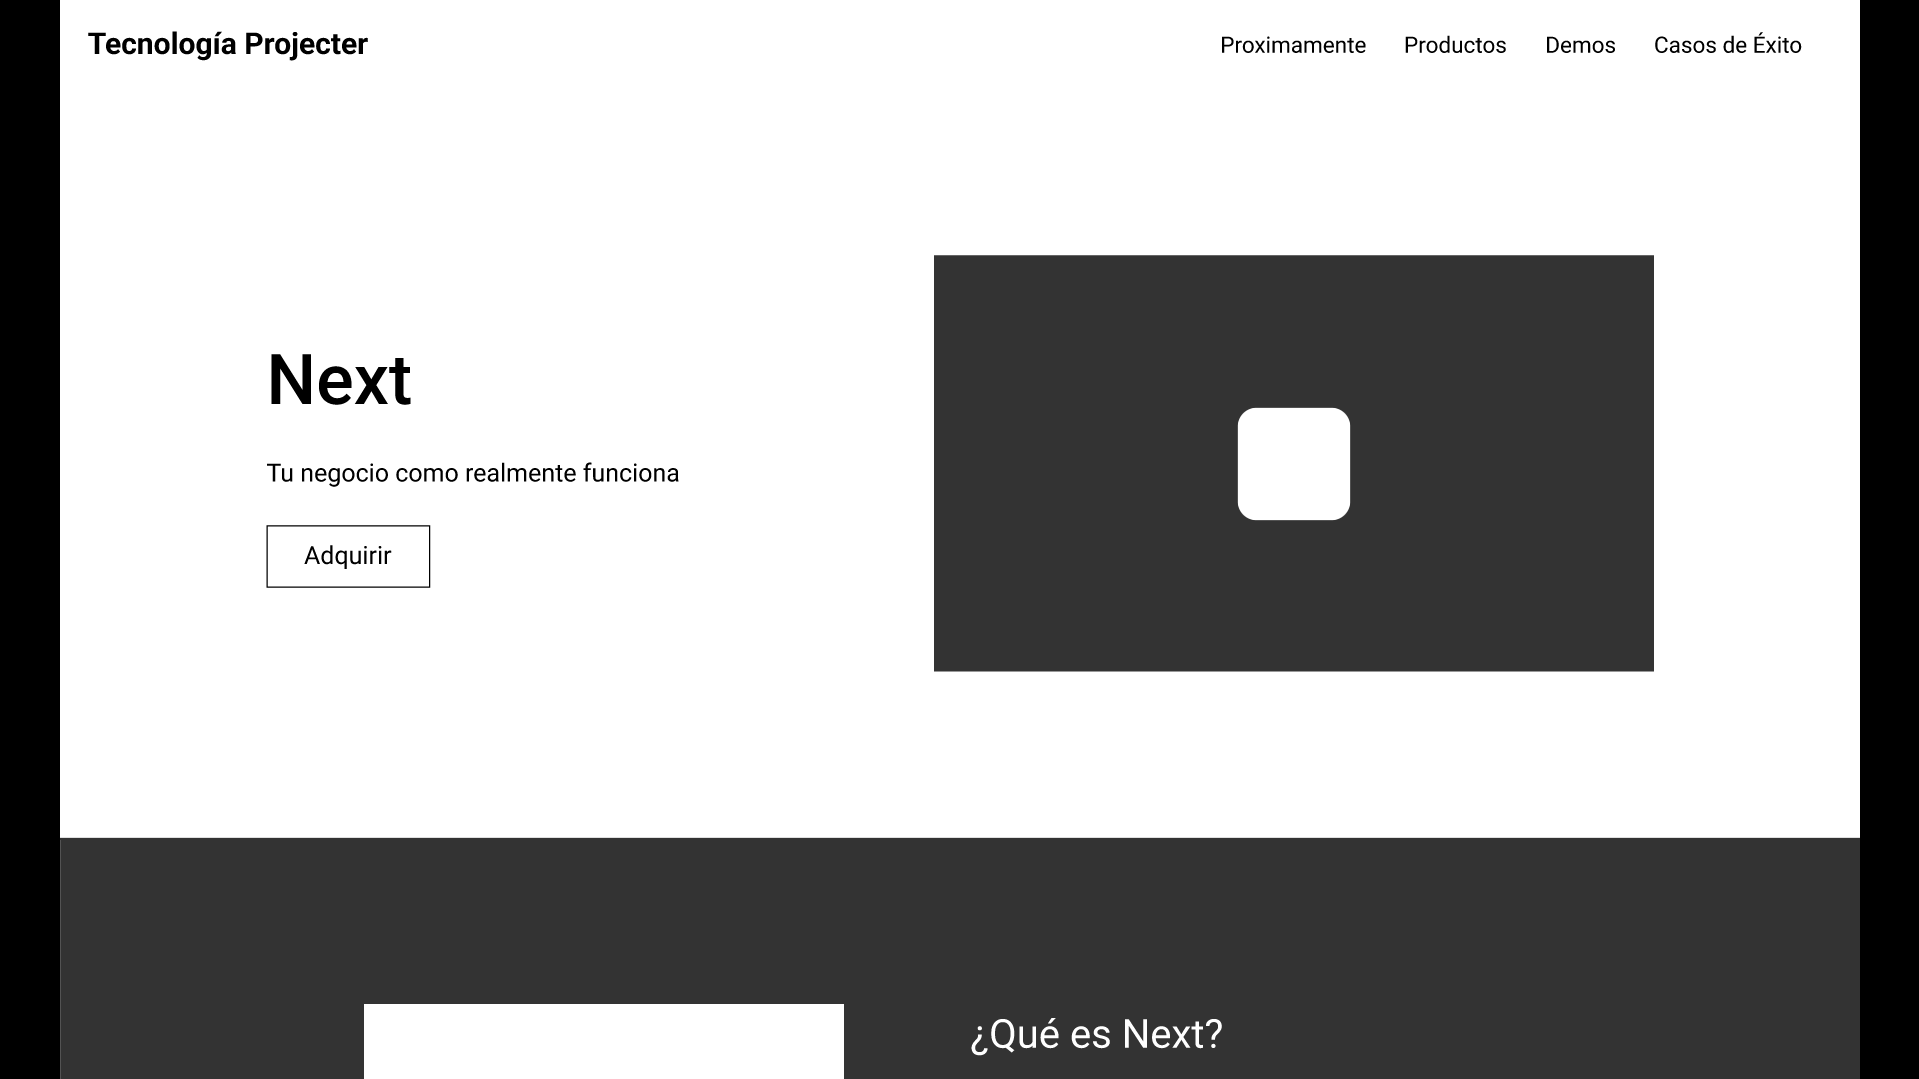 Tecnología Projecter
Proximamente Productos Demos Casos de Éxito
Next
Tu negocio como realmente funciona
Adquirir
¿Qué es Next?